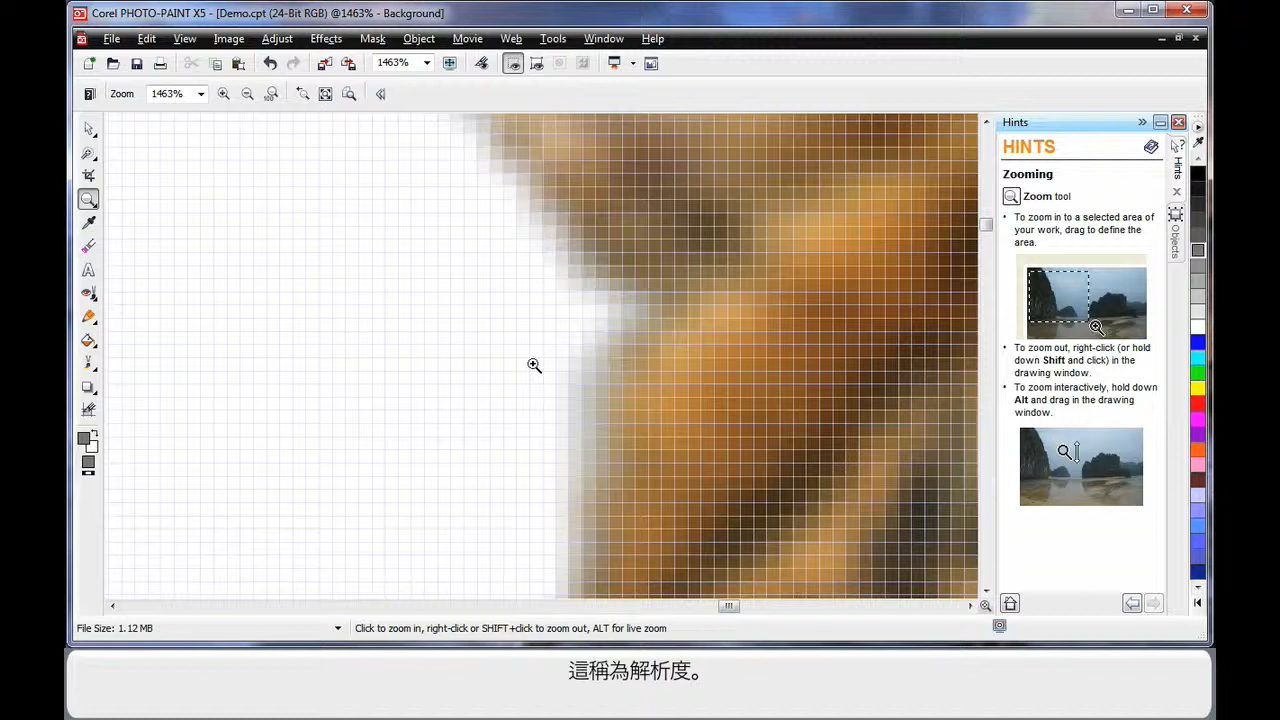 Corel PHOTO-PAINT X5 - [Demo.cpt (24-Bit RGB) @1463% - Background]
File Edit View Image Adjust Effects Mask Object Movie Web Tools Window Help
1463%
Zoom 1463%
100
Hints
HINTS
Zooming
Zoom tool
• To zoom in to a selected area of
your work, drag to define the
area.
• To zoom out, right-click (or hold
down Shift and click) in the
drawing window.
• To zoom interactively, hold down
Alt and drag in the drawing
window.
Hints
Objects
File Size: 1.12 MB
Click to zoom in, right-click or SHIFT+click to zoom out, ALT for live zoom
這稱為解析度。